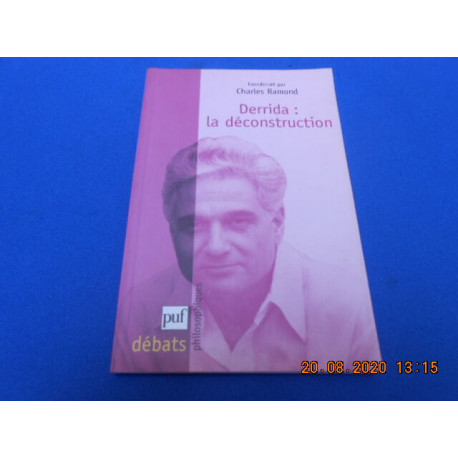 Coordonné par
Charles Ramond
Derrida :
la déconstruction
puf
débats
philosophiques
20.08.2020 13:15